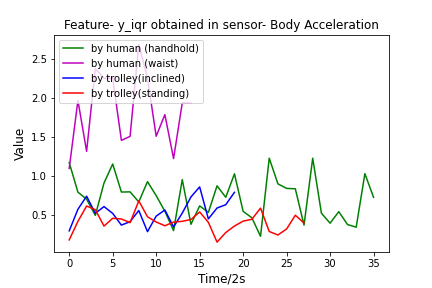 Feature- y_iqr obtained in sensor- Body Acceleration
by human (handhold)
by human (waist)
by trolley(inclined)
by trolley(standing)
Value
2.5
2.0
1.5
1.0
0.5
0 5 10 15 20 25 30 35
Time/2s